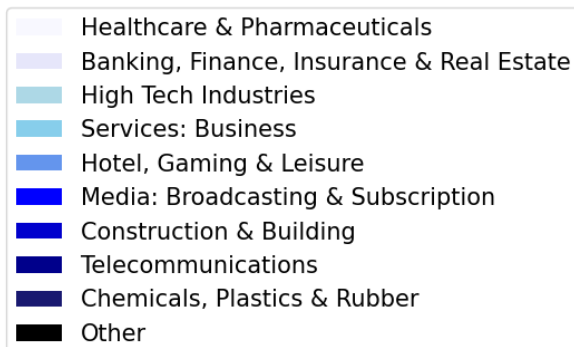 Healthcare & Pharmaceuticals
Banking, Finance, Insurance & Real Estate
High Tech Industries
Services: Business
Hotel, Gaming & Leisure
Media: Broadcasting & Subscription
Construction & Building
Telecommunications
Chemicals, Plastics & Rubber
Other